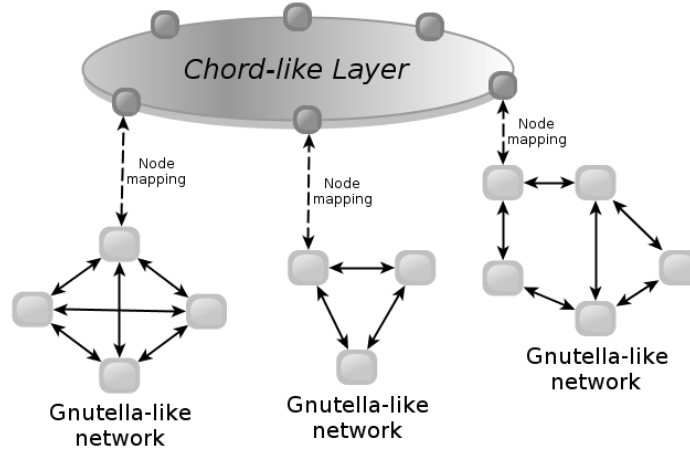 Chord-like Layer
Node
mapping
Node
mapping
Node
mapping
Gnutella-like
network
Gnutella-like
network
Gnutella-like
network